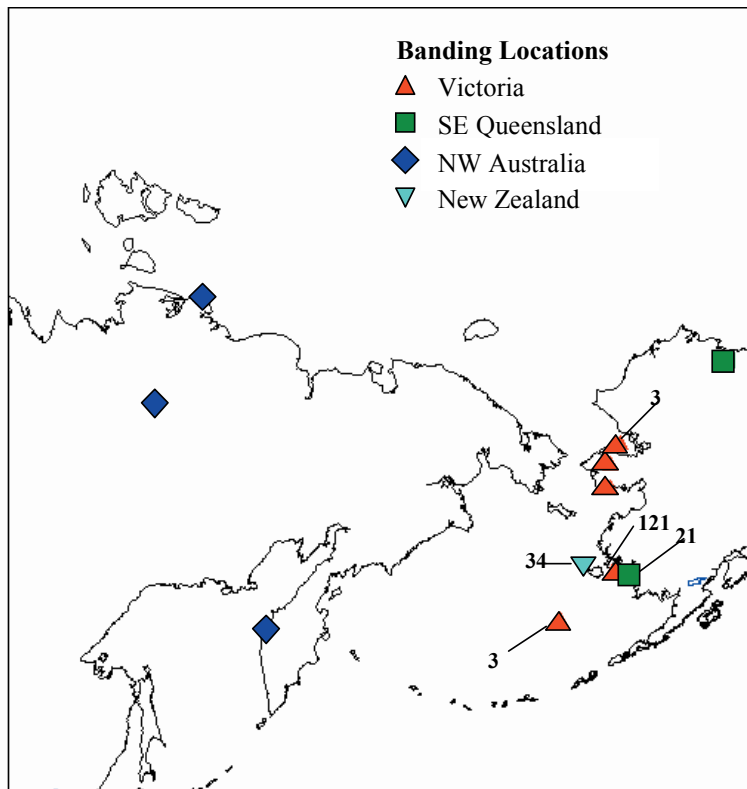 Banding Locations
Victoria
SE Queensland
NW Australia
New Zealand
3
121
21
34
3